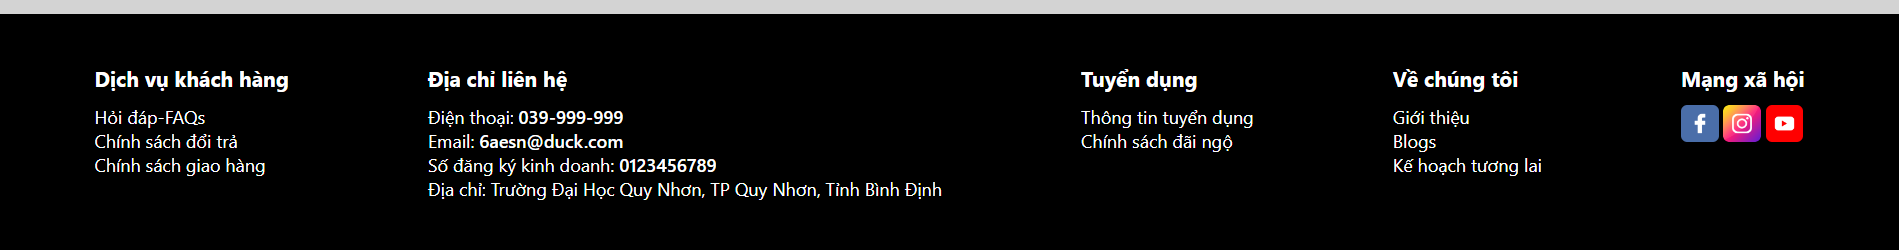 Dịch vụ khách hàng
Hỏi đáp-FAQs
Chính sách đổi trả
Chính sách giao hàng
Địa chỉ liên hệ
Điện thoại: 039-999-999
Email: 6aesn@duck.com
Số đăng ký kinh doanh: 0123456789
Địa chỉ: Trường Đại Học Quy Nhơn, TP Quy Nhơn, Tỉnh Bình Định
Tuyển dụng
Thông tin tuyển dụng
Chính sách đãi ngộ
Về chúng tôi
Giới thiệu
Blogs
Kế hoạch tương lai
Mạng xã hội